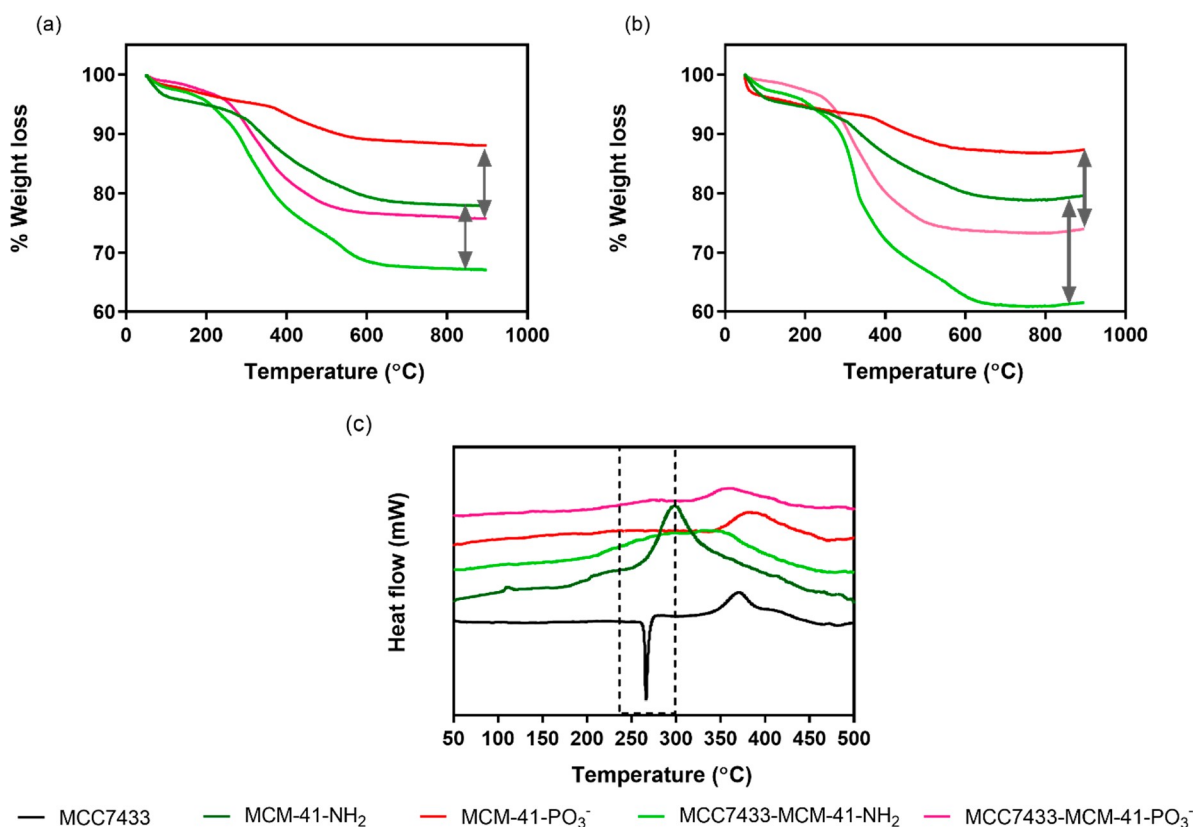 (a)
(b)
% Weight loss
100
90
80
70
60
0
200
400
600
800
1000
Temperature (°C)
% Weight loss
100
90
80
70
60
0
200
400
600
800
1000
Temperature (°C)
(c)
Heat flow (mW)
50
100
150
200
250
300
350
400
450
500
Temperature (°C)
MCC7433
MCM-41-NH₂
MCM-41-PO₃⁻
MCC7433-MCM-41-NH₂
MCC7433-MCM-41-PO₃⁻